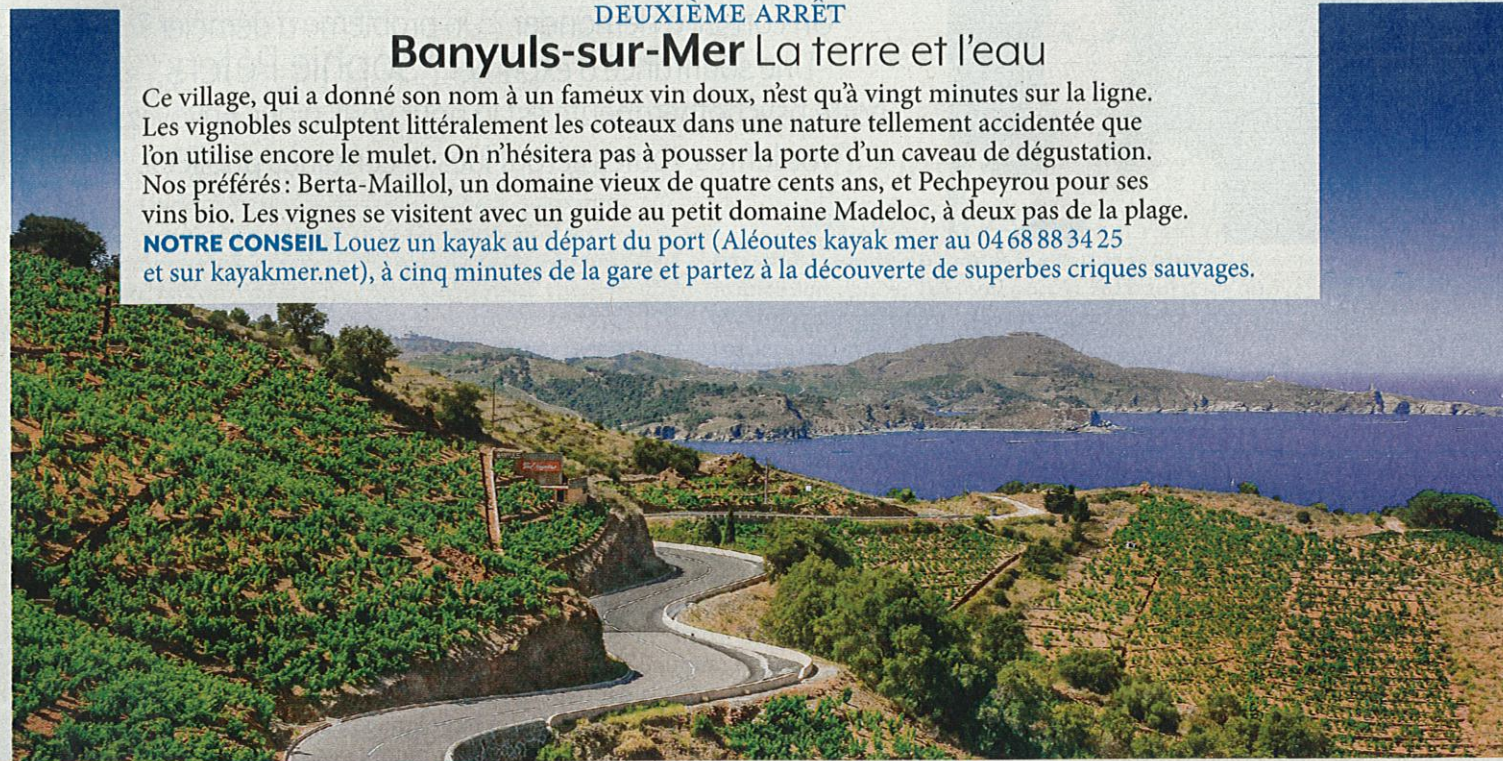 DEUXIÈME ARRÊT
Banyuls-sur-Mer La terre et l'eau
Ce village, qui a donné son nom à un fameux vin doux, n'est qu'à vingt minutes sur la ligne.
Les vignobles sculptent littéralement les coteaux dans une nature tellement accidentée que
l'on utilise encore le mulet. On n'hésitera pas à pousser la porte d'un caveau de dégustation.
Nos préférés : Berta-Maillol, un domaine vieux de quatre cents ans, et Pechpeyrou pour ses
vins bio. Les vignes se visitent avec un guide au petit domaine Madeloc, à deux pas de la plage.
NOTRE CONSEIL Louez un kayak au départ du port (Aléoutes kayak mer au 04 68 88 34 25
et sur kayakmer.net), à cinq minutes de la gare et partez à la découverte de superbes criques sauvages.